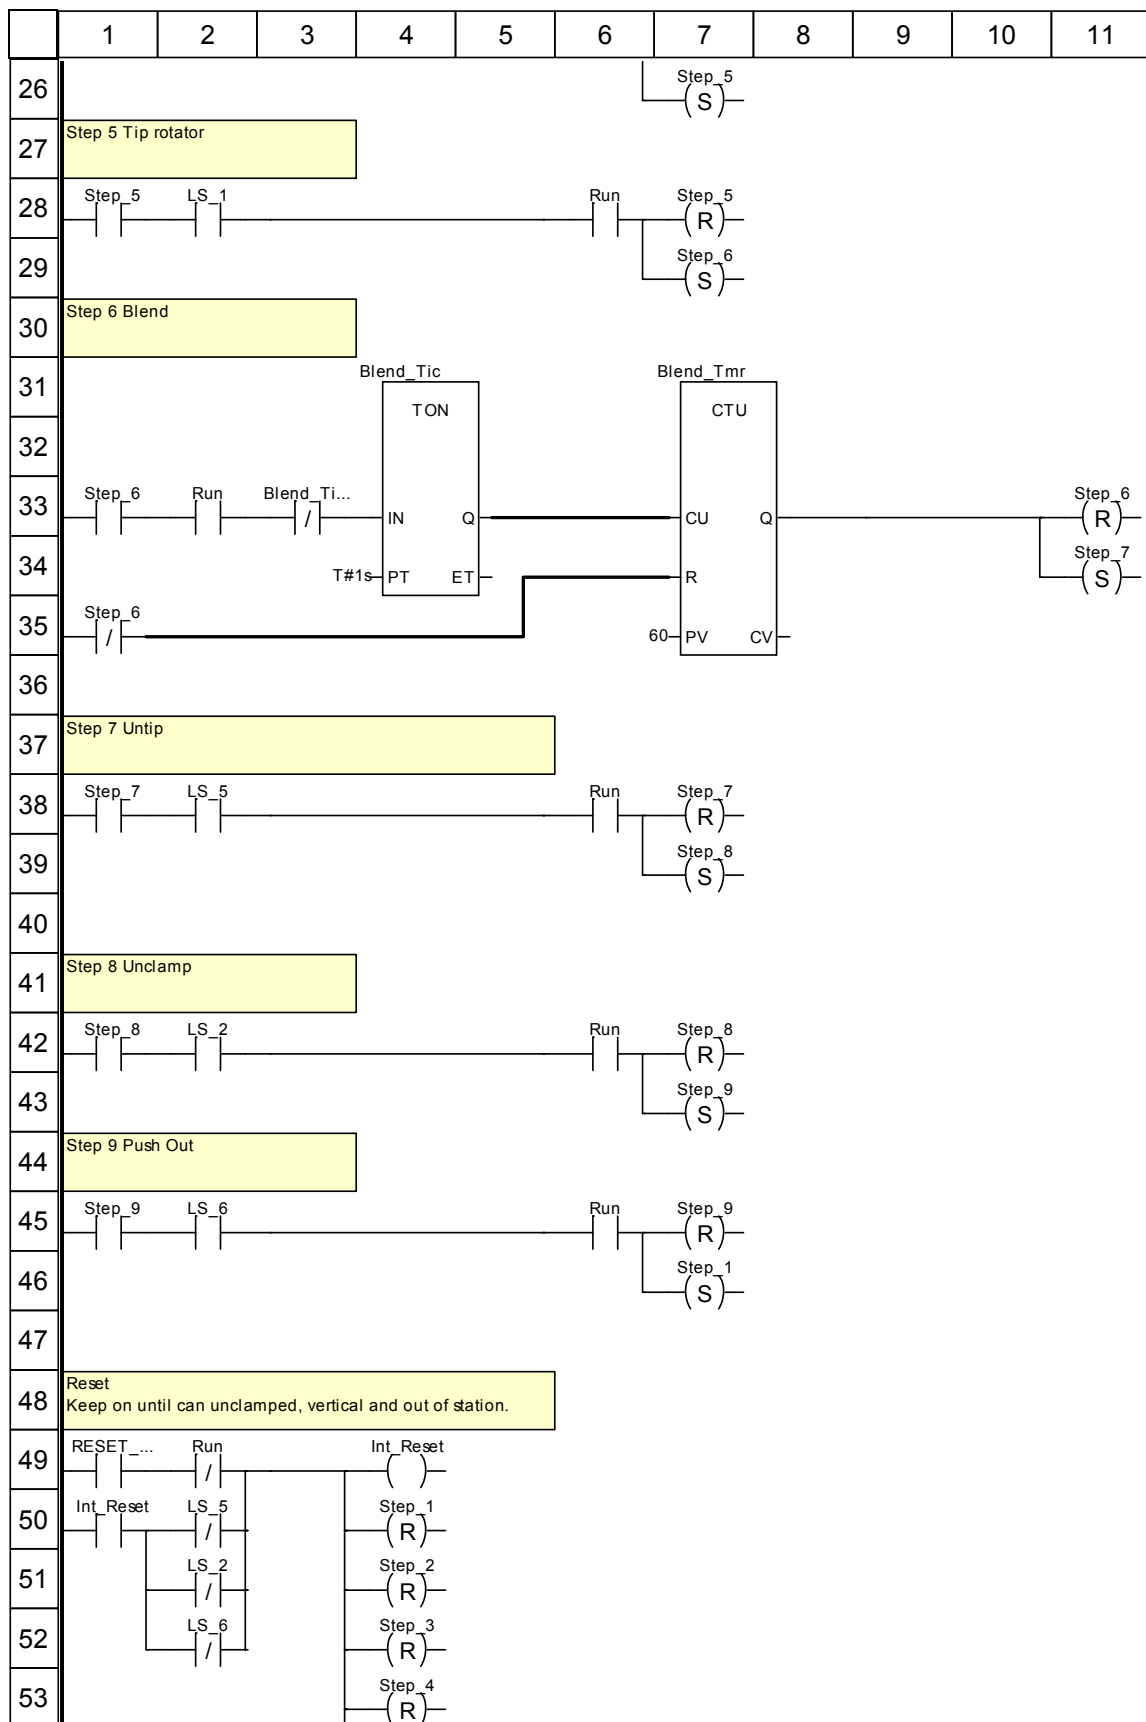 1 2 3 4 5 6 7 8 9 10 11
Step_5
26 (S)
27 Step 5 Tip rotator
Step_5 LS_1 Run Step_5
28 (R)
Step_6
29 (S)
30 Step 6 Blend
Blend_Tic Blend_Tmr
31 TON CTU
32
Step_6 Run Blend_Ti... Step_6
33 / IN Q CU Q (R)
Step_7
34 T#1s PT ET R (S)
Step_6
35 / 60 PV CV
36
37 Step 7 Untip
Step_7 LS_5 Run Step_7
38 (R)
Step_8
39 (S)
40
41 Step 8 Unclamp
Step_8 LS_2 Run Step_8
42 (R)
Step_9
43 (S)
44 Step 9 Push Out
Step_9 LS_6 Run Step_9
45 (R)
Step_1
46 (S)
47
Reset
48 Keep on until can unclamped, vertical and out of station.
RESET_... Run Int_Reset
49 / ( )
Int_Reset LS_5 Step_1
50 / (R)
LS_2 Step_2
51 / (R)
LS_6 Step_3
52 / (R)
Step_4
53 (R)